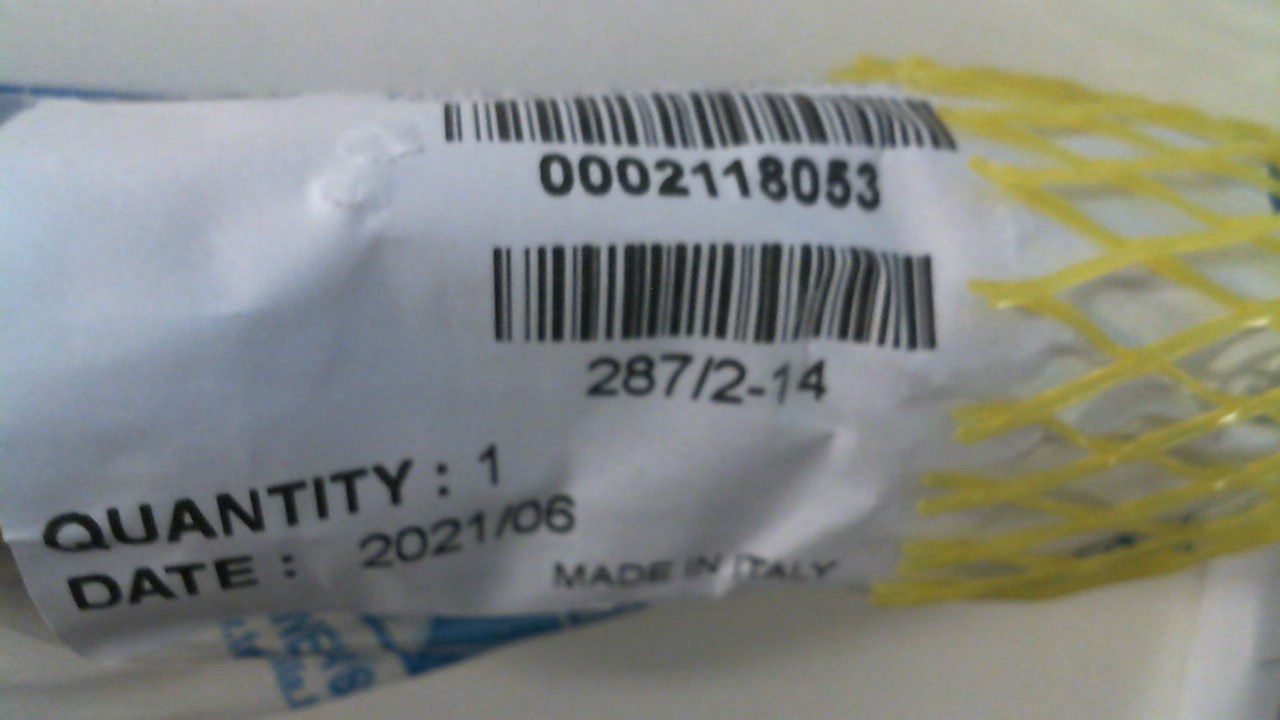 0002118053
287/2-14
QUANTITY : 1
DATE : 2021/06
MADE IN ITALY